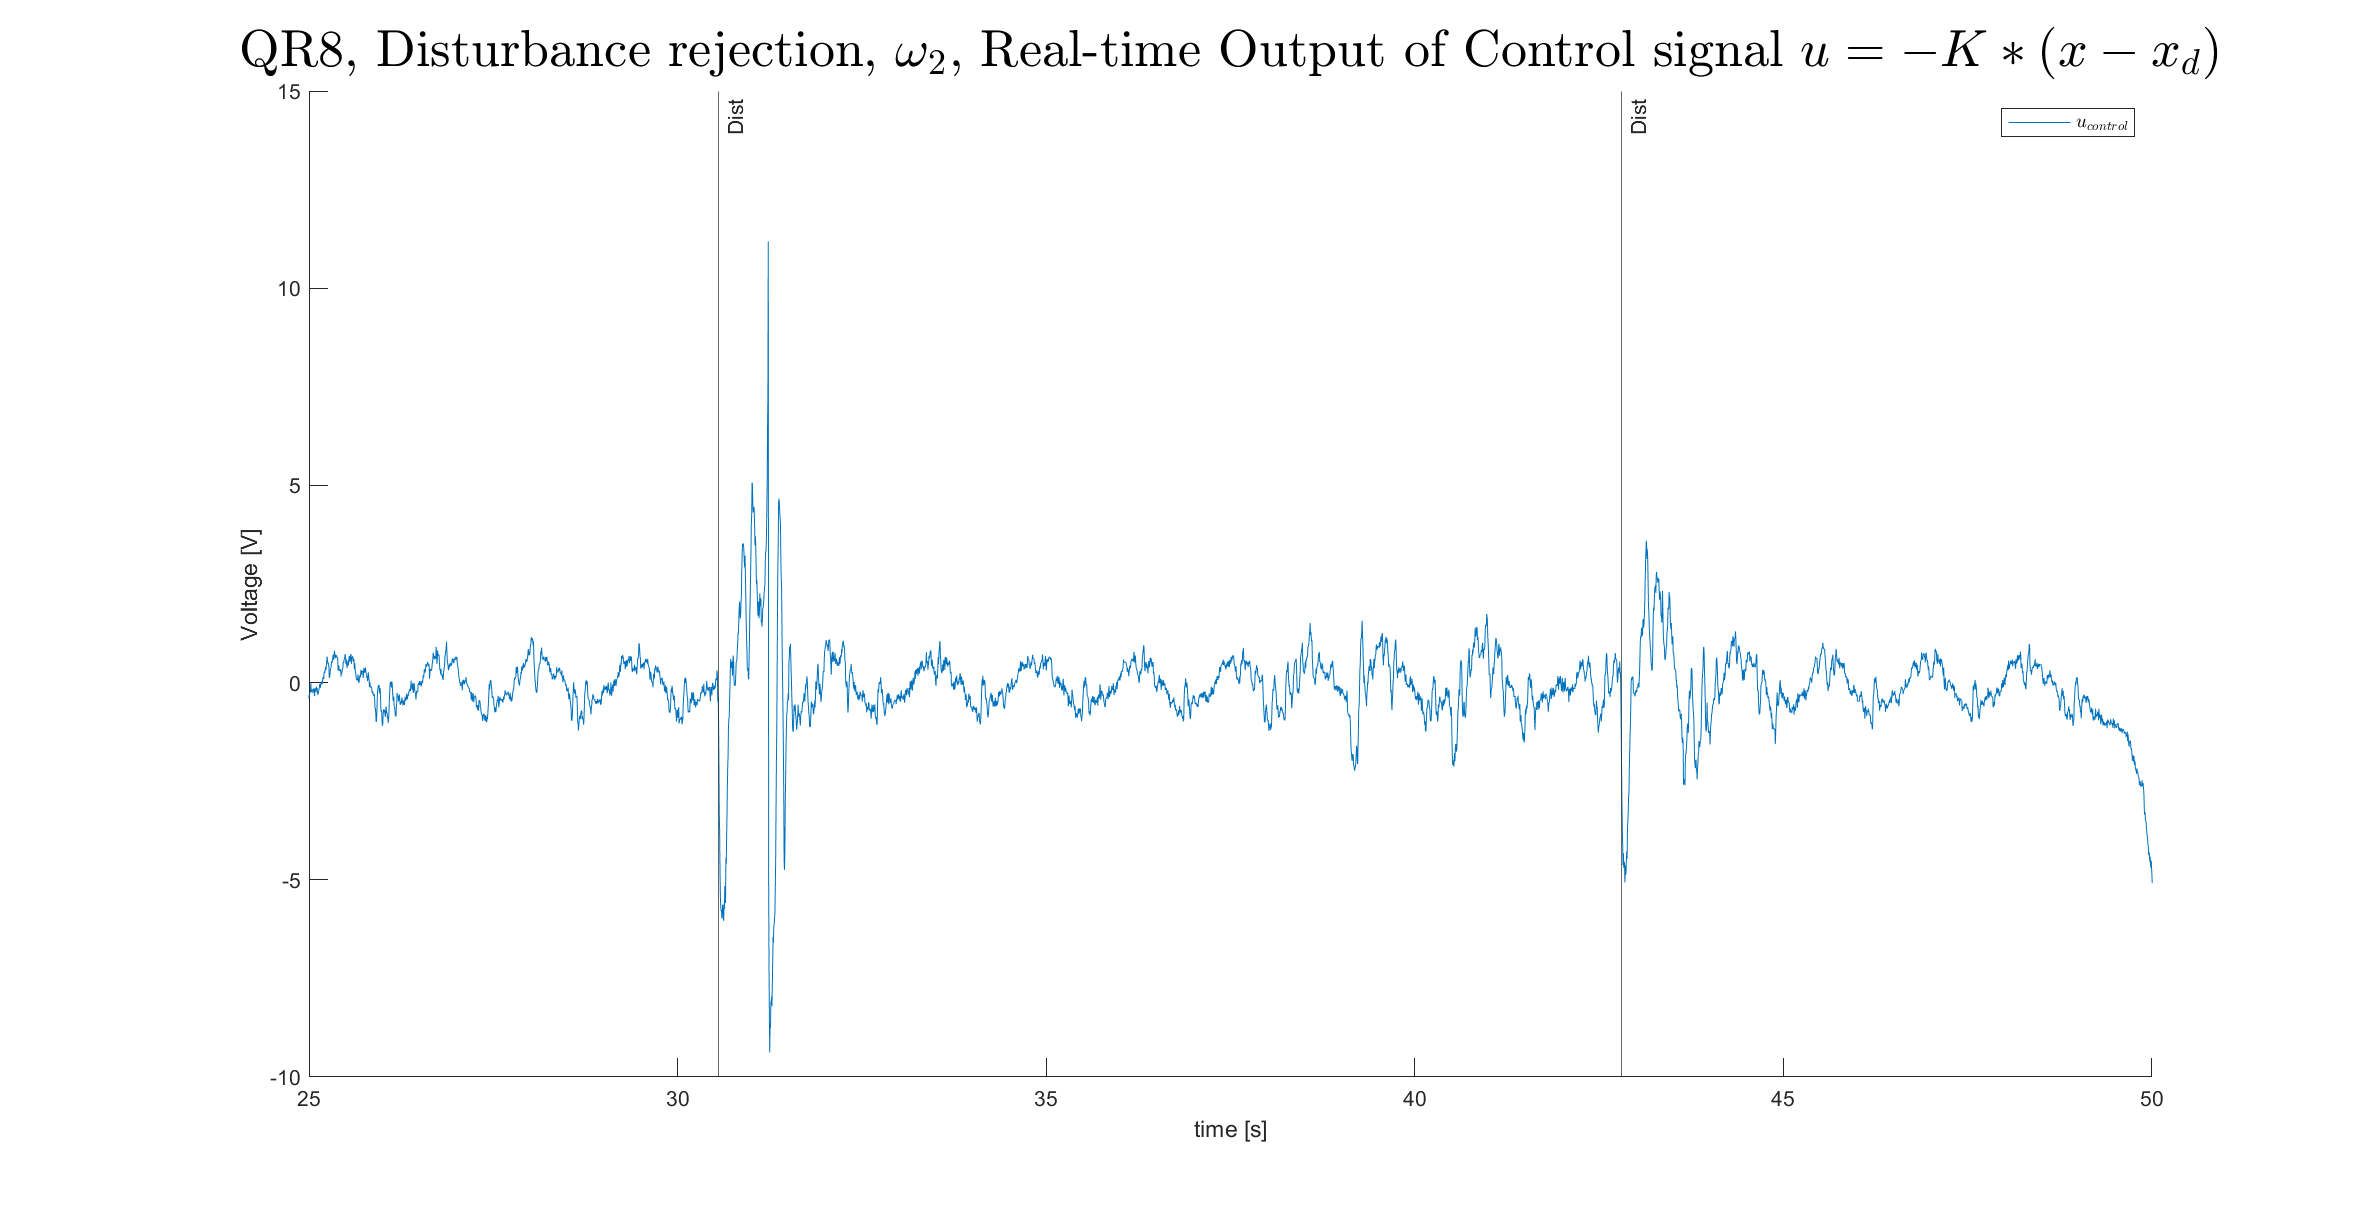 QR8, Disturbance rejection, ω₂, Real-time Output of Control signal u = −K ∗ (x − x_d)
15
Dist
Dist
u_control
10
5
Voltage [V]
0
-5
-10
25
30
35
40
45
50
time [s]